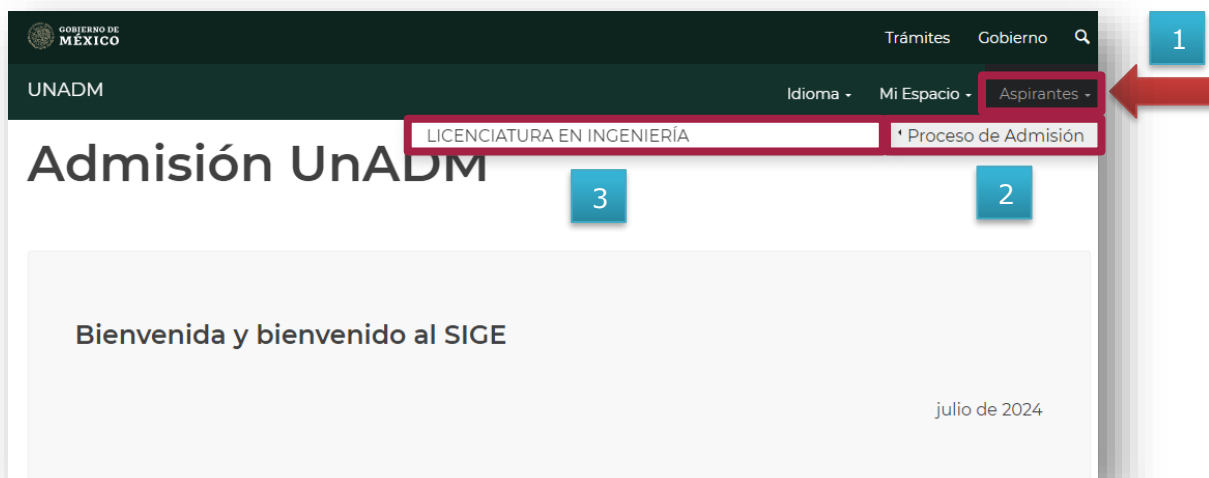 GOBIERNO DE
MÉXICO
Trámites Gobierno
1
UNADM
Idioma Mi Espacio Aspirantes
LICENCIATURA EN INGENIERÍA
Proceso de Admisión
Admisión UnADM
3
2
Bienvenida y bienvenido al SIGE
julio de 2024